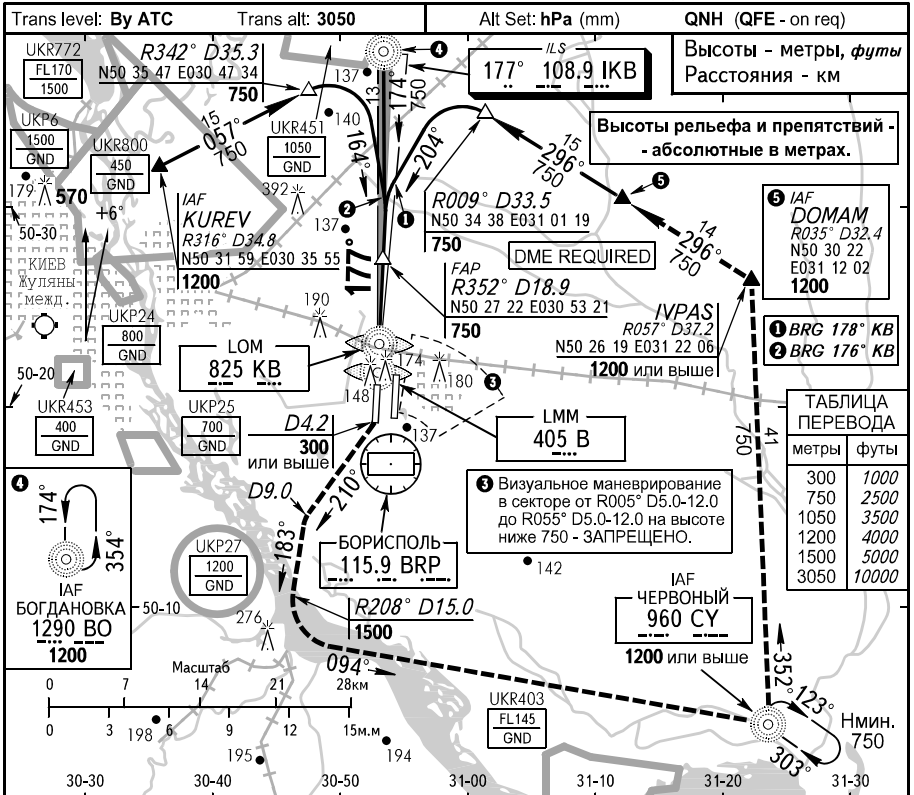 Trans level: By ATC
Trans alt: 3050
Alt Set: hPa (mm)
QNH (QFE - on req)
Высоты - метры, футы
Расстояния - км
Высоты рельефа и препятствий -
- абсолютные в метрах.
UKR772
FL170
1500
R342° D35.3
N50 35 47 E030 47 34
750
137
13
174°
750
4
ILS
177° 108.9 IKB
UKP6
1500
GND
UKR800
450
GND
15
057°
750
140
UKR451
1050
GND
164°
204°
15
296°
750
5
179
570
+6°
IAF
KUREV
R316° D34.8
N50 31 59 E030 35 55
1200
392
2
1
137
177°
R009° D33.5
N50 34 38 E031 01 19
750
DME REQUIRED
14
296°
750
5 IAF
DOMAM
R035° D32.4
N50 30 22
E031 12 02
1200
50-30
КИЕВ
Жуляны
межд.
FAP
R352° D18.9
N50 27 22 E030 53 21
750
IVPAS
R057° D37.2
N50 26 19 E031 22 06
1200 или выше
1 BRG 178° KB
2 BRG 176° KB
190
UKP24
800
GND
LOM
825 KB
174
180
148
3
50-20
UKR453
400
GND
UKP25
700
GND
D4.2
300
или выше
137
LMM
405 B
41
750
ТАБЛИЦА
ПЕРЕВОДА
метры футы
300 1000
750 2500
1050 3500
1200 4000
1500 5000
3050 10000
4
174°
354°
IAF
БОГДАНОВКА
1290 BO
1200
D9.0
210°
183°
3 Визуальное маневрирование
в секторе от R005° D5.0-12.0
до R055° D5.0-12.0 на высоте
ниже 750 - ЗАПРЕЩЕНО.
UKP27
1200
GND
БОРИСПОЛЬ
115.9 BRP
142
50-10
276
R208° D15.0
1500
IAF
ЧЕРВОНЫЙ
960 CY
1200 или выше
352°
123°
303°
Нмин.
750
094°
Масштаб
0 7 14 21 28км
0 3 6 9 12 15м.м
198
195
194
UKR403
FL145
GND
30-30 30-40 30-50 31-00 31-10 31-20 31-30